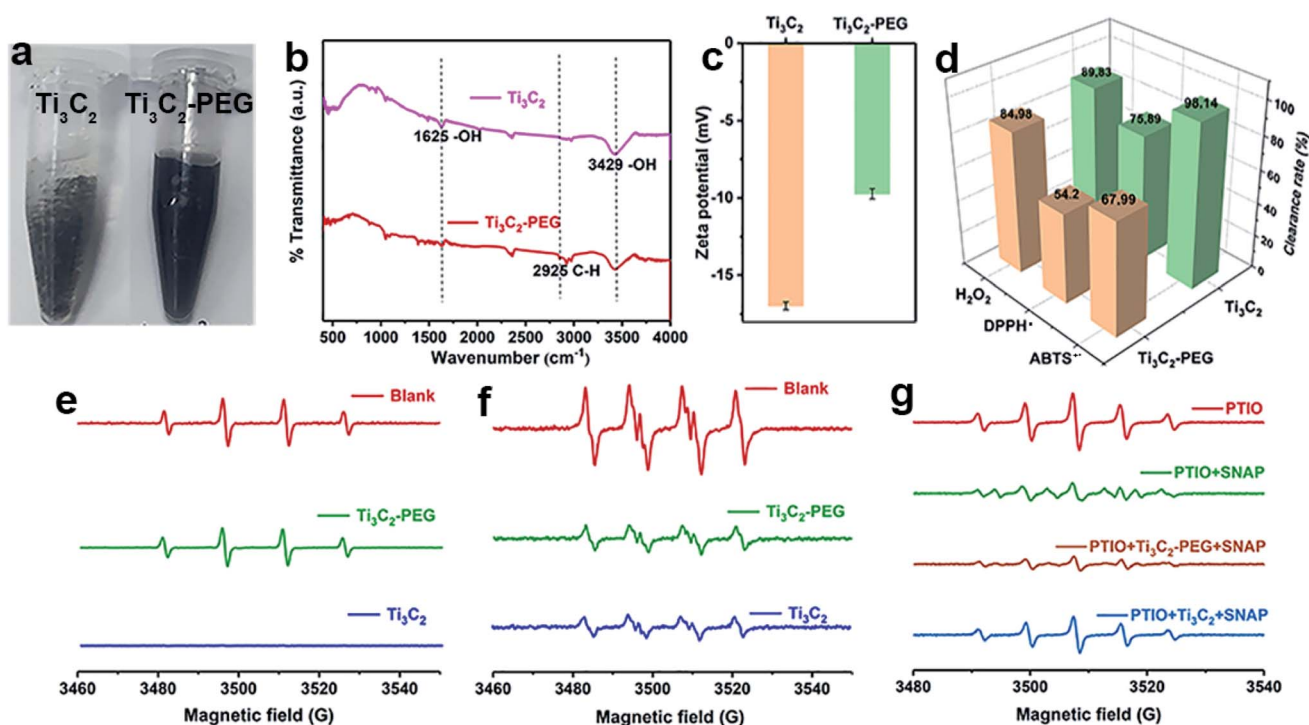 a
Ti₃C₂ Ti₃C₂-PEG
b
% Transmittance (a.u.)
Ti₃C₂
1625 -OH
3429 -OH
Ti₃C₂-PEG
2925 C-H
500 1000 1500 2000 2500 3000 3500 4000
Wavenumber (cm⁻¹)
c
Ti₃C₂ Ti₃C₂-PEG
Zeta potential (mV)
0
-5
-10
-15
d
84.98
54.2
67.99
89.83
75.89
98.14
100
80
60
40
20
0
Clearance rate (%)
H₂O₂
DPPH·
ABTS⁺·
Ti₃C₂
Ti₃C₂-PEG
e
Blank
Ti₃C₂-PEG
Ti₃C₂
3460 3480 3500 3520 3540
Magnetic field (G)
f
Blank
Ti₃C₂-PEG
Ti₃C₂
3460 3480 3500 3520 3540
Magnetic field (G)
g
PTIO
PTIO+SNAP
PTIO+Ti₃C₂-PEG+SNAP
PTIO+Ti₃C₂+SNAP
3480 3500 3520 3540
Magnetic field (G)